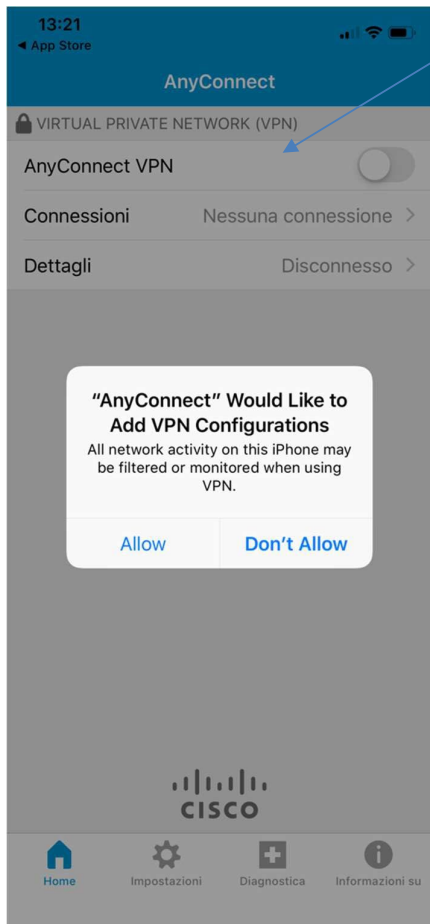 13:21
◀ App Store
AnyConnect
VIRTUAL PRIVATE NETWORK (VPN)
AnyConnect VPN
Connessioni Nessuna connessione >
Dettagli Disconnesso >
“AnyConnect” Would Like to
Add VPN Configurations
All network activity on this iPhone may
be filtered or monitored when using
VPN.
Allow Don’t Allow
CISCO
Home Impostazioni Diagnostica Informazioni su